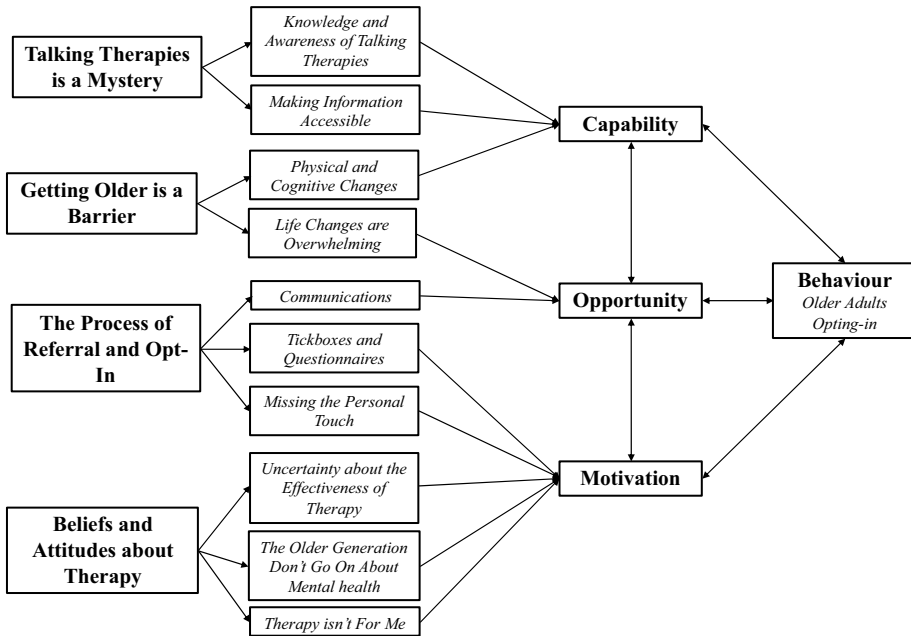 Talking Therapies
is a Mystery
Knowledge and
Awareness of Talking
Therapies
Making Information
Accessible
Getting Older is a
Barrier
Physical and
Cognitive Changes
Life Changes are
Overwhelming
The Process of
Referral and Opt-
In
Communications
Tickboxes and
Questionnaires
Missing the Personal
Touch
Beliefs and
Attitudes about
Therapy
Uncertainty about the
Effectiveness of
Therapy
The Older Generation
Don't Go On About
Mental health
Therapy isn't For Me
Capability
Opportunity
Motivation
Behaviour
Older Adults
Opting-in